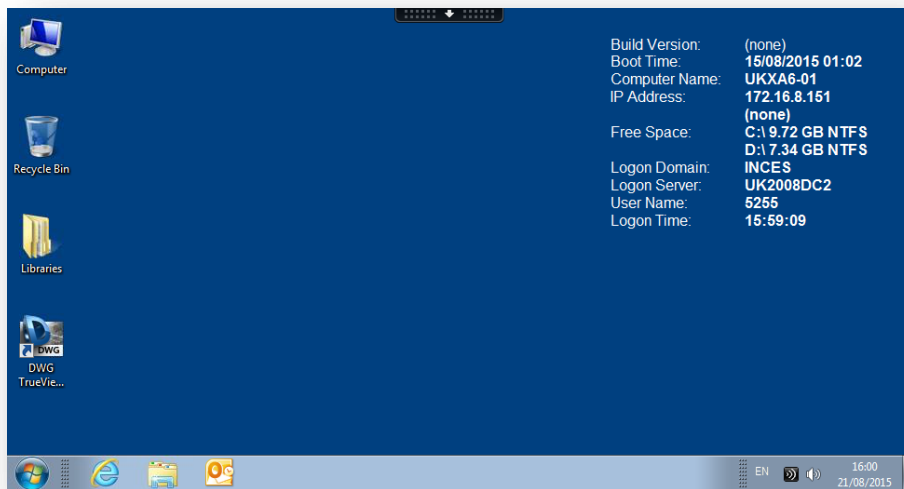 Computer
Recycle Bin
Libraries
DWG
DWG
TrueVie...
Build Version: (none)
Boot Time: 15/08/2015 01:02
Computer Name: UKXA6-01
IP Address: 172.16.8.151
(none)
Free Space: C:\ 9.72 GB NTFS
D:\ 7.34 GB NTFS
Logon Domain: INCES
Logon Server: UK2008DC2
User Name: 5255
Logon Time: 15:59:09
EN
16:00
21/08/2015